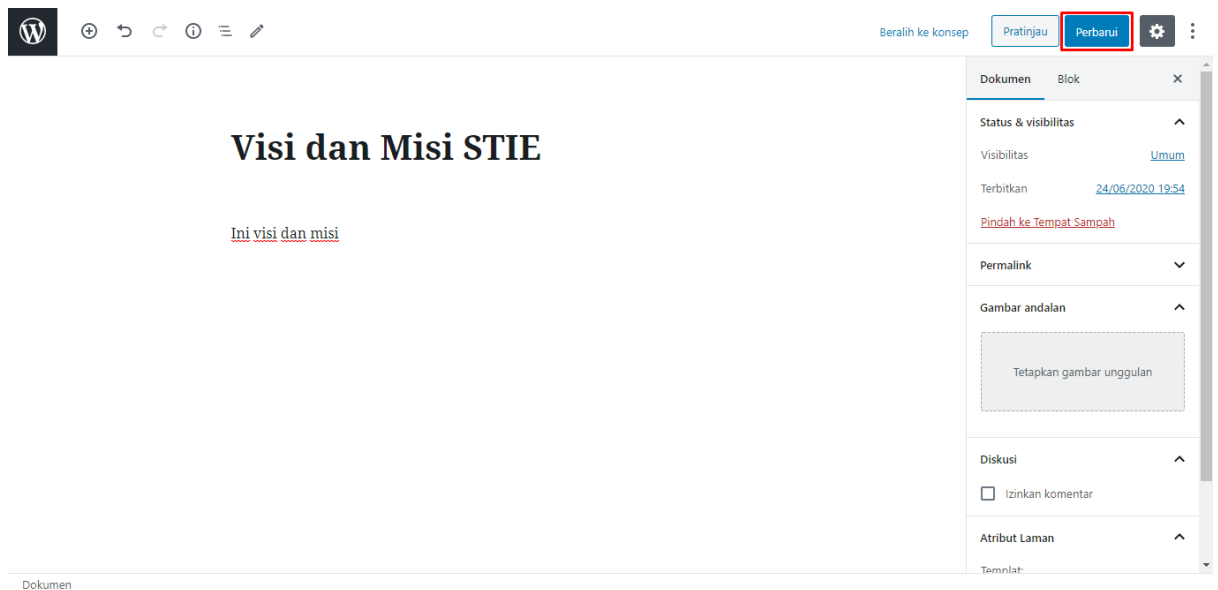 Beralih ke konsep Pratinjau Perbarui
Dokumen Blok
Visi dan Misi STIE
Ini visi dan misi
Status & visibilitas
Visibilitas Umum
Terbitkan 24/06/2020 19:54
Pindah ke Tempat Sampah
Permalink
Gambar andalan
Tetapkan gambar unggulan
Diskusi
Izinkan komentar
Atribut Laman
Templat:
Dokumen